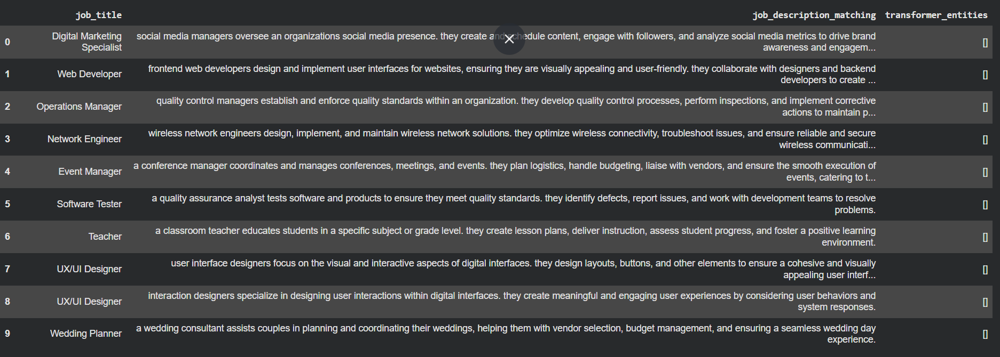 job_title job_description_matching transformer_entities
0 Digital Marketing Specialist social media managers oversee an organizations social media presence. they create and schedule content, engage with followers, and analyze social media metrics to drive brand
awareness and engagem... []
1 Web Developer frontend web developers design and implement user interfaces for websites, ensuring they are visually appealing and user-friendly. they collaborate with designers and backend
developers to create ... []
2 Operations Manager quality control managers establish and enforce quality standards within an organization. they develop quality control processes, perform inspections, and implement corrective
actions to maintain p... []
3 Network Engineer wireless network engineers design, implement, and maintain wireless network solutions. they optimize wireless connectivity, troubleshoot issues, and ensure reliable and secure
wireless communicati... []
4 Event Manager a conference manager coordinates and manages conferences, meetings, and events. they plan logistics, handle budgeting, liaise with vendors, and ensure the smooth execution of
events, catering to t... []
5 Software Tester a quality assurance analyst tests software and products to ensure they meet quality standards. they identify defects, report issues, and work with development teams to resolve
problems. []
6 Teacher a classroom teacher educates students in a specific subject or grade level. they create lesson plans, deliver instruction, assess student progress, and foster a positive learning
environment. []
7 UX/UI Designer user interface designers focus on the visual and interactive aspects of digital interfaces. they design layouts, buttons, and other elements to ensure a cohesive and visually
appealing user interf... []
8 UX/UI Designer interaction designers specialize in designing user interactions within digital interfaces. they create meaningful and engaging user experiences by considering user behaviors and
system responses. []
9 Wedding Planner a wedding consultant assists couples in planning and coordinating their weddings, helping them with vendor selection, budget management, and ensuring a seamless wedding day
experience. []